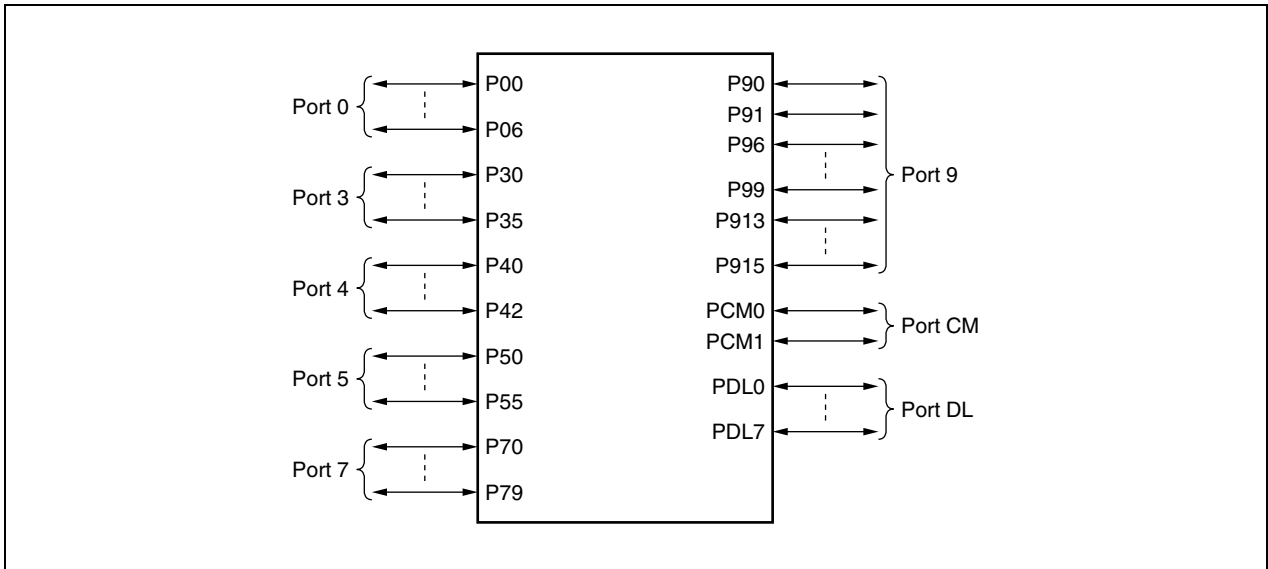 Port 0
P00
P06
Port 3
P30
P35
Port 4
P40
P42
Port 5
P50
P55
Port 7
P70
P79
P90
P91
P96
P99
P913
P915
Port 9
PCM0
PCM1
Port CM
PDL0
PDL7
Port DL